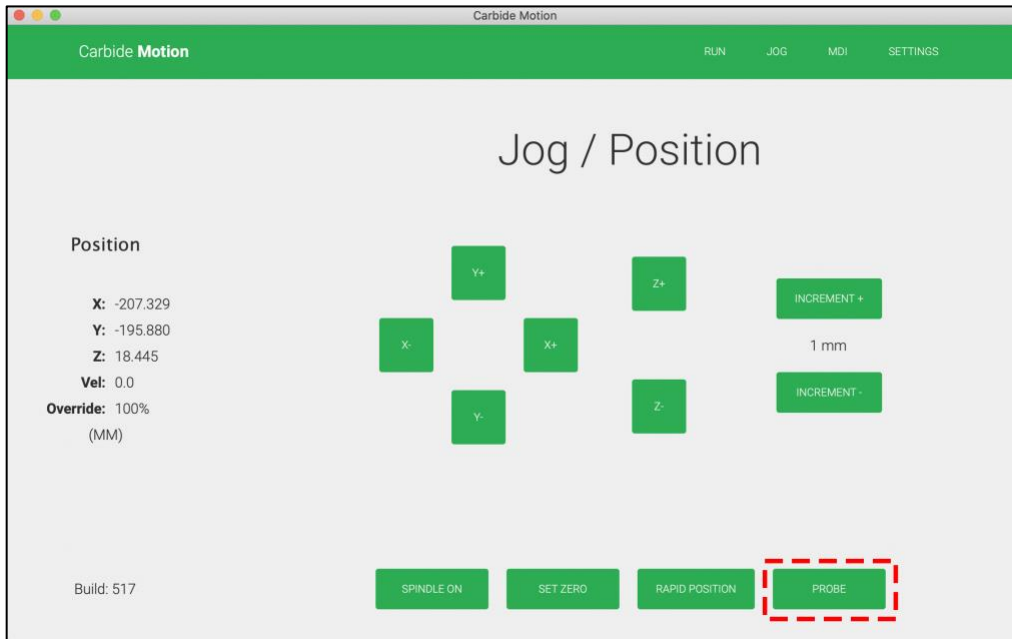 Carbide Motion
Carbide Motion
RUN JOG MDI SETTINGS
Jog / Position
Position
X: -207.329
Y: -195.880
Z: 18.445
Vel: 0.0
Override: 100%
(MM)
Y+
X-
X+
Y-
Z+
Z-
INCREMENT +
1 mm
INCREMENT -
Build: 517
SPINDLE ON
SET ZERO
RAPID POSITION
PROBE